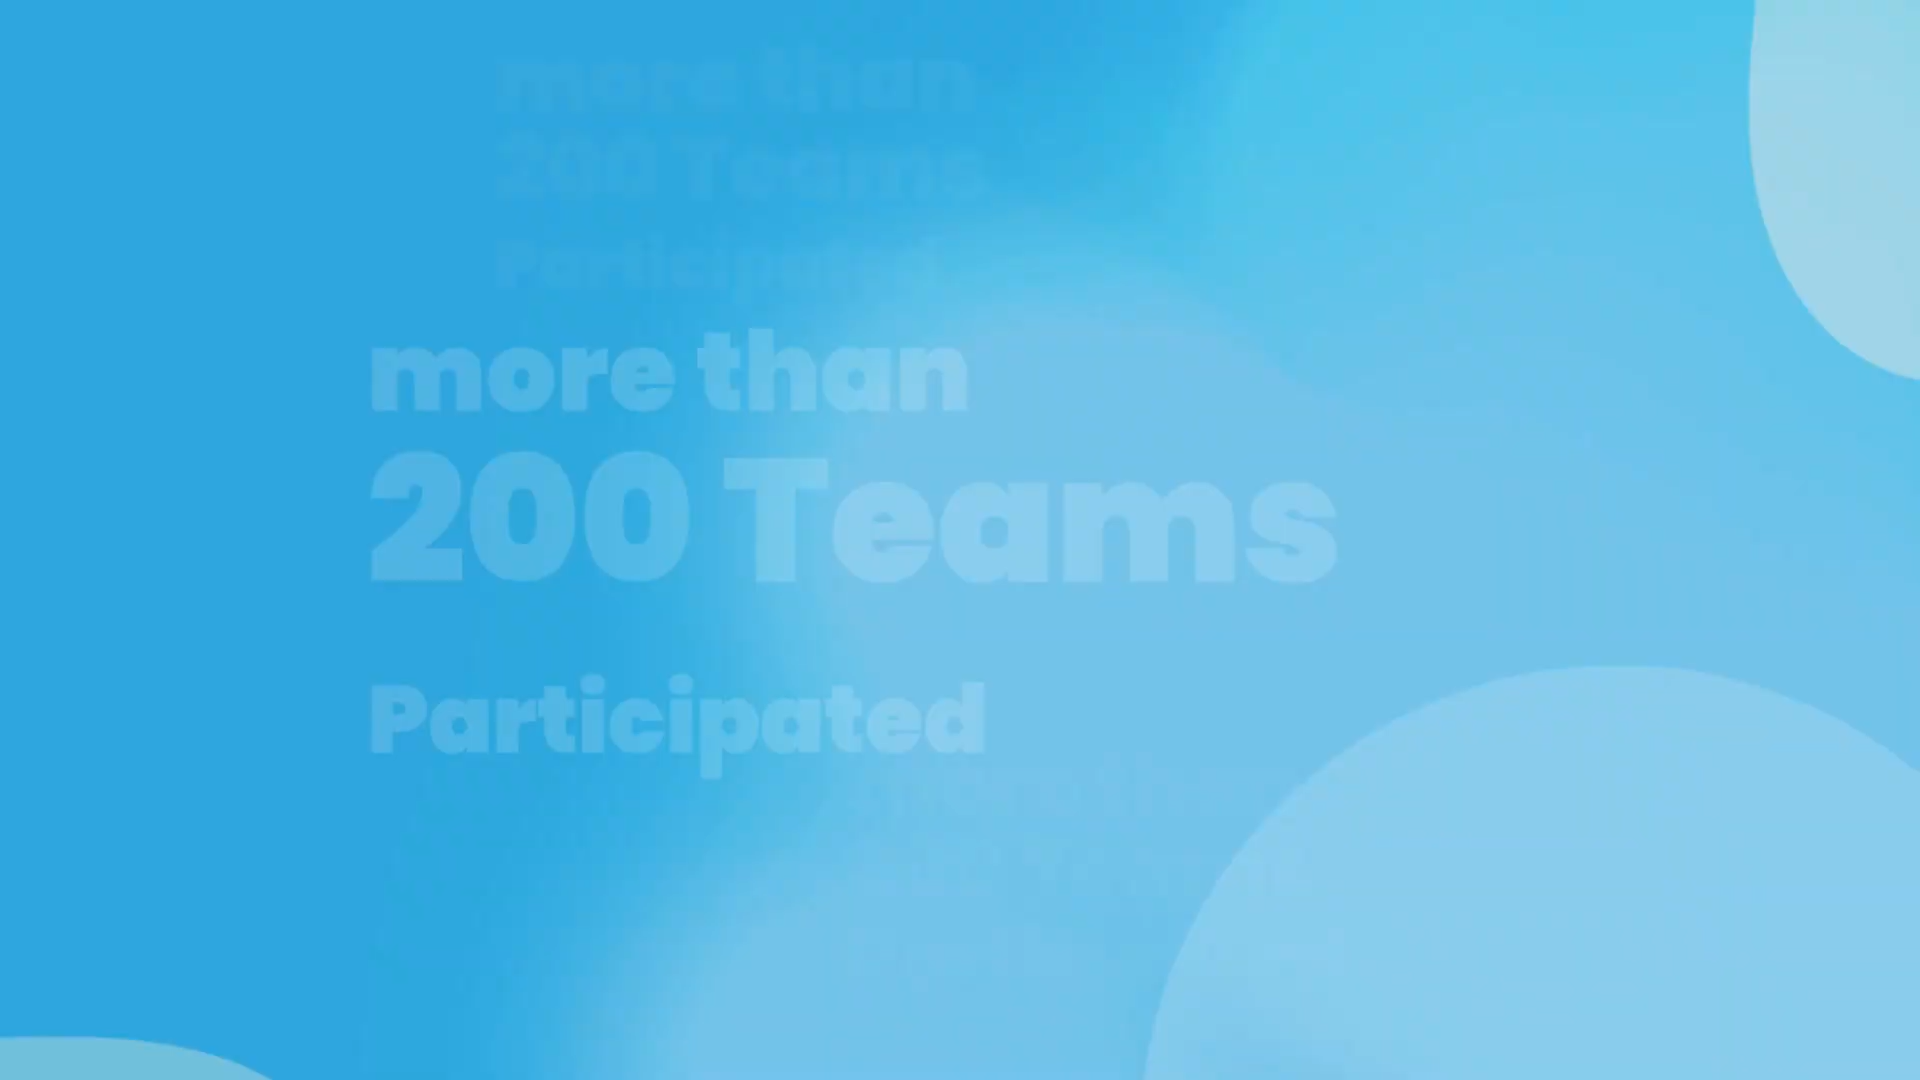 more than
200 Teams
Participated
more than
200 Teams
Participated